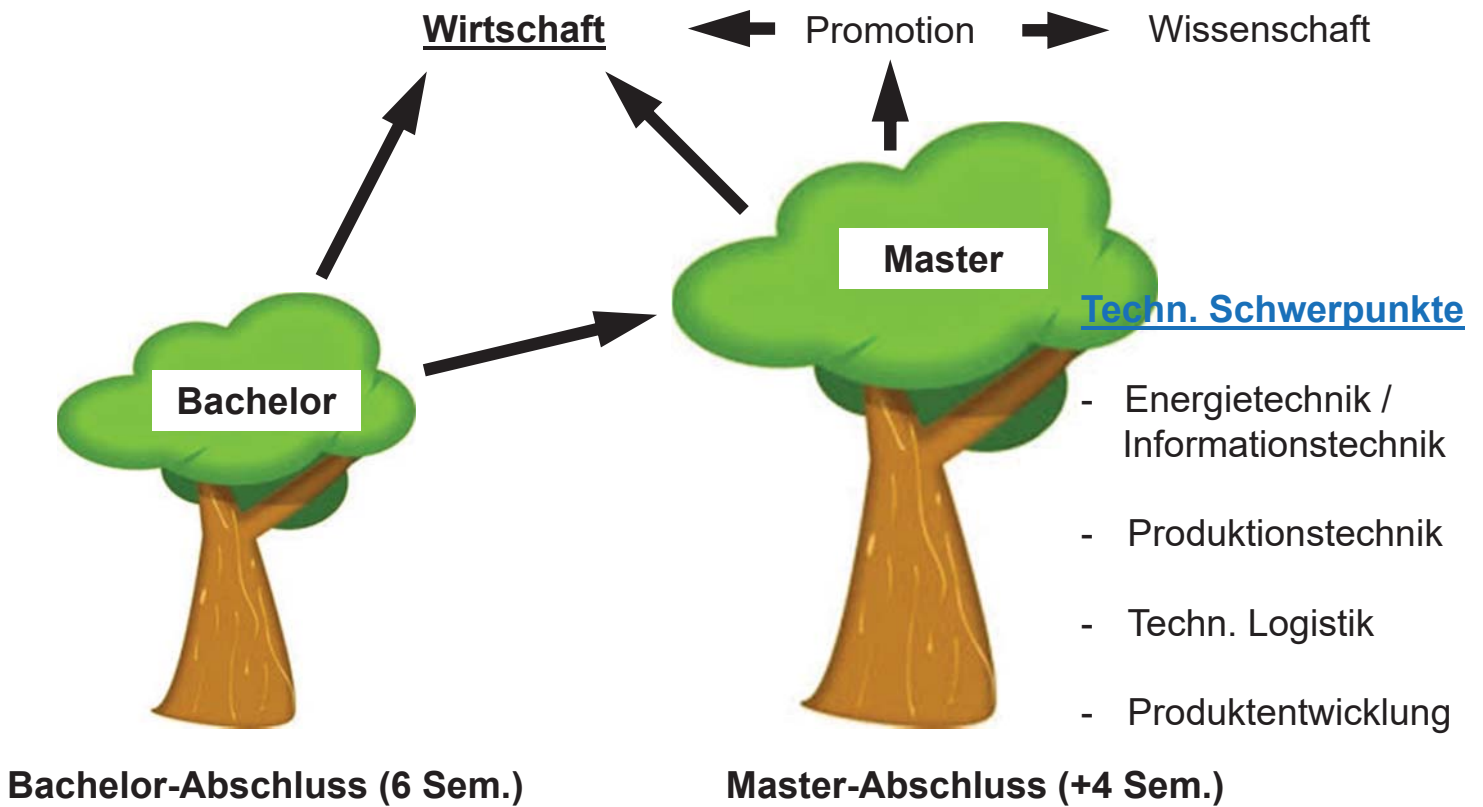 Wirtschaft
Promotion
Wissenschaft
Master
Techn. Schwerpunkte
Bachelor
- Energietechnik /
Informationstechnik
- Produktionstechnik
- Techn. Logistik
- Produktentwicklung
Bachelor-Abschluss (6 Sem.)
Master-Abschluss (+4 Sem.)